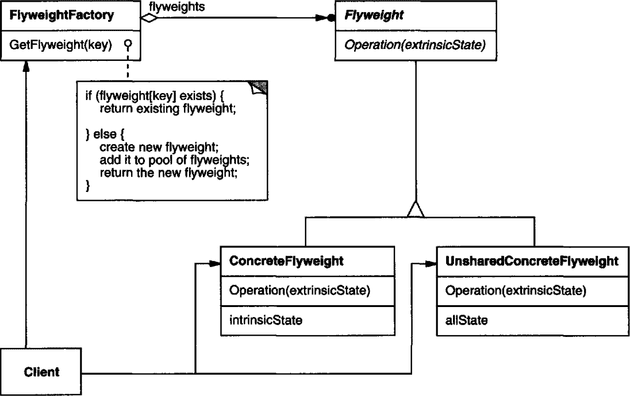 FlyweightFactory
flyweights
Flyweight
GetFlyweight(key)
Operation(extrinsicState)
if (flyweight[key] exists) {
return existing flyweight;
} else {
create new flyweight;
add it to pool of flyweights;
return the new flyweight;
}
ConcreteFlyweight
Operation(extrinsicState)
intrinsicState
UnsharedConcreteFlyweight
Operation(extrinsicState)
allState
Client